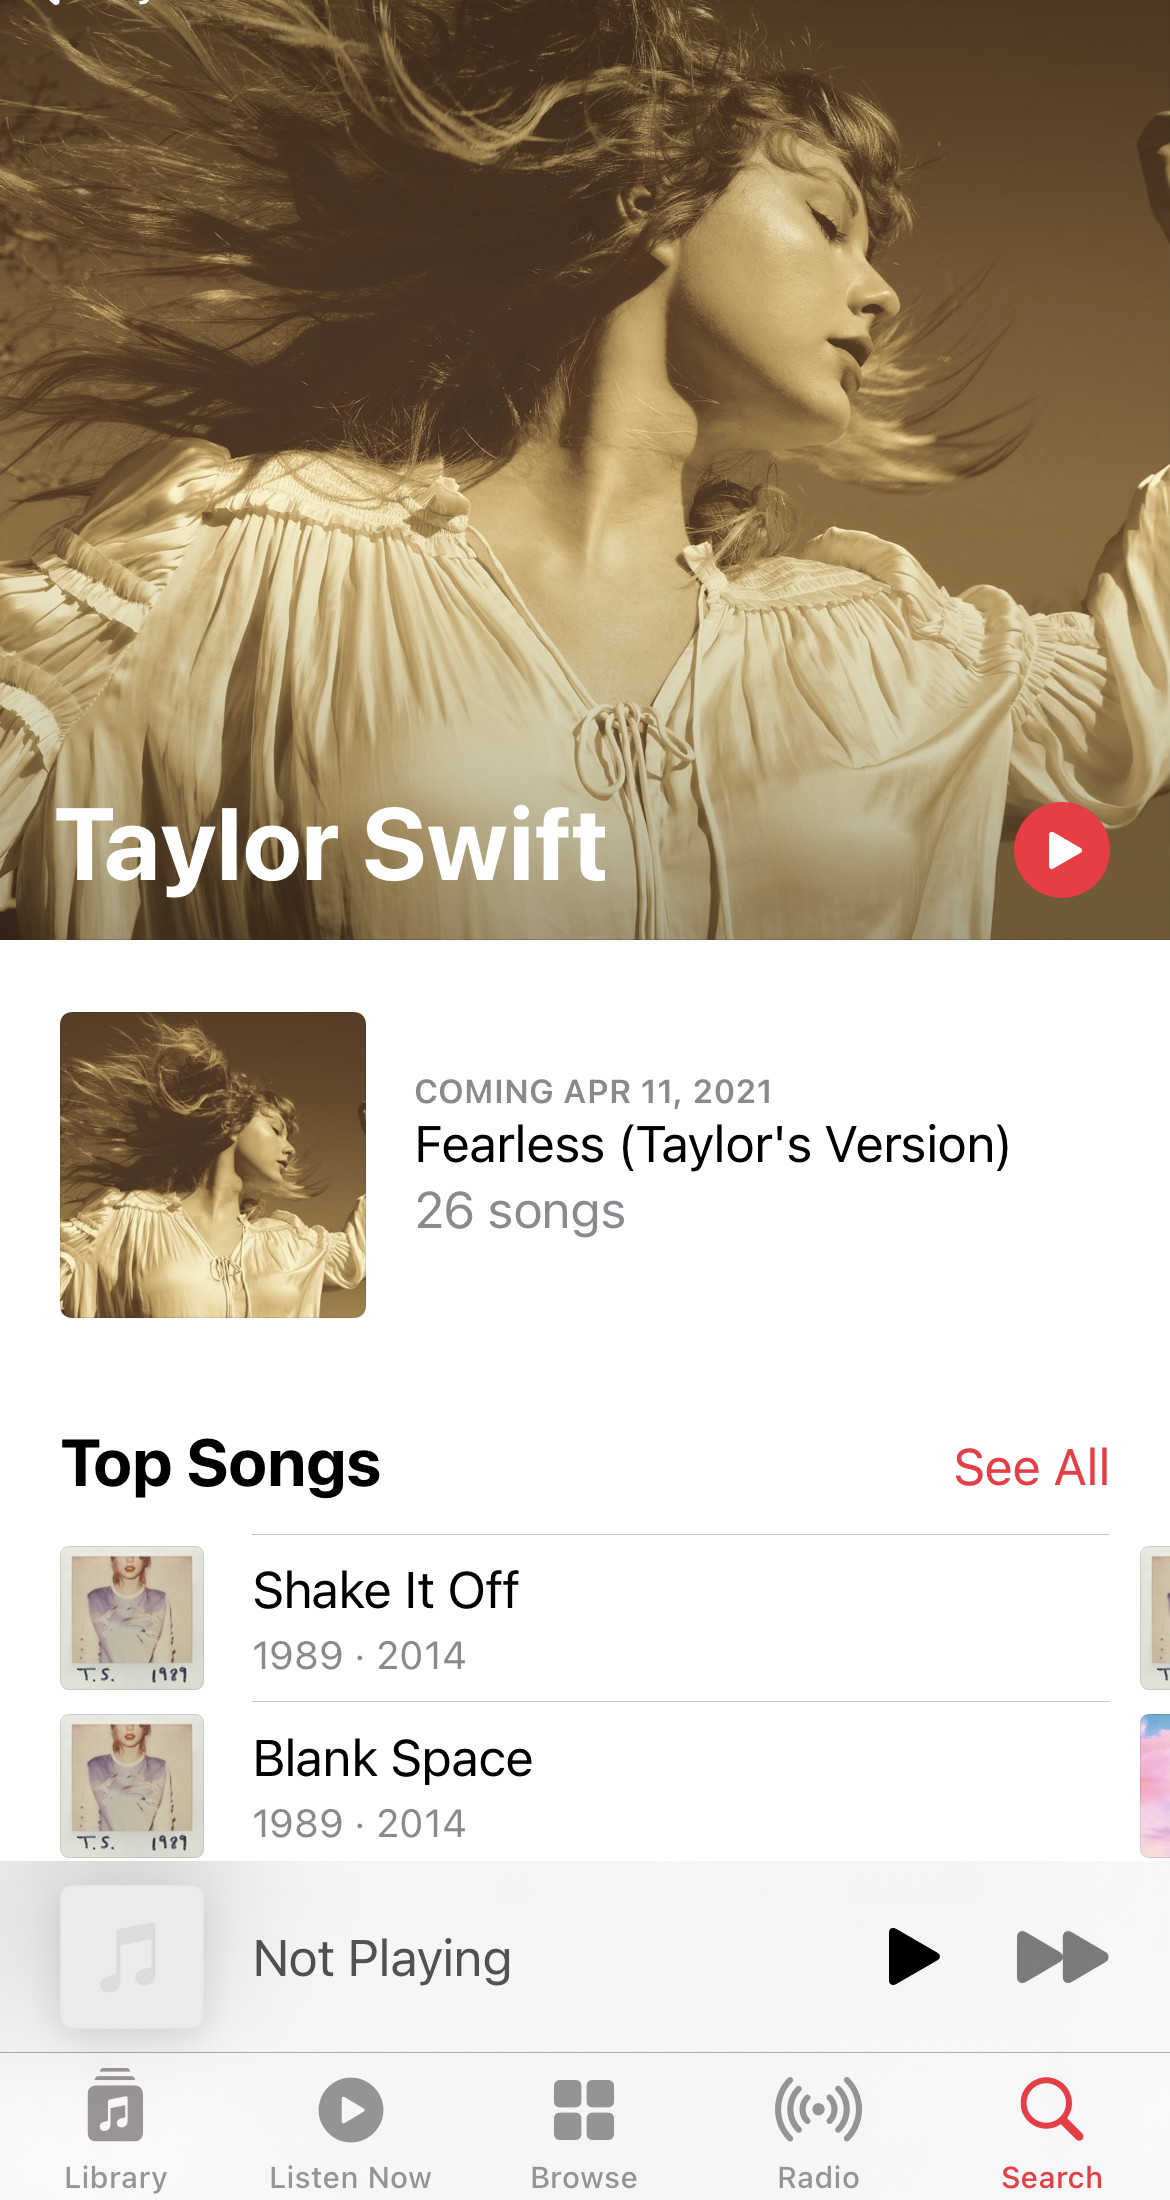 Taylor Swift
COMING APR 11, 2021
Fearless (Taylor's Version)
26 songs
Top Songs
See All
T.S. 1989
Shake It Off
1989 · 2014
T.S. 1989
Blank Space
1989 · 2014
Not Playing
Library
Listen Now
Browse
Radio
Search